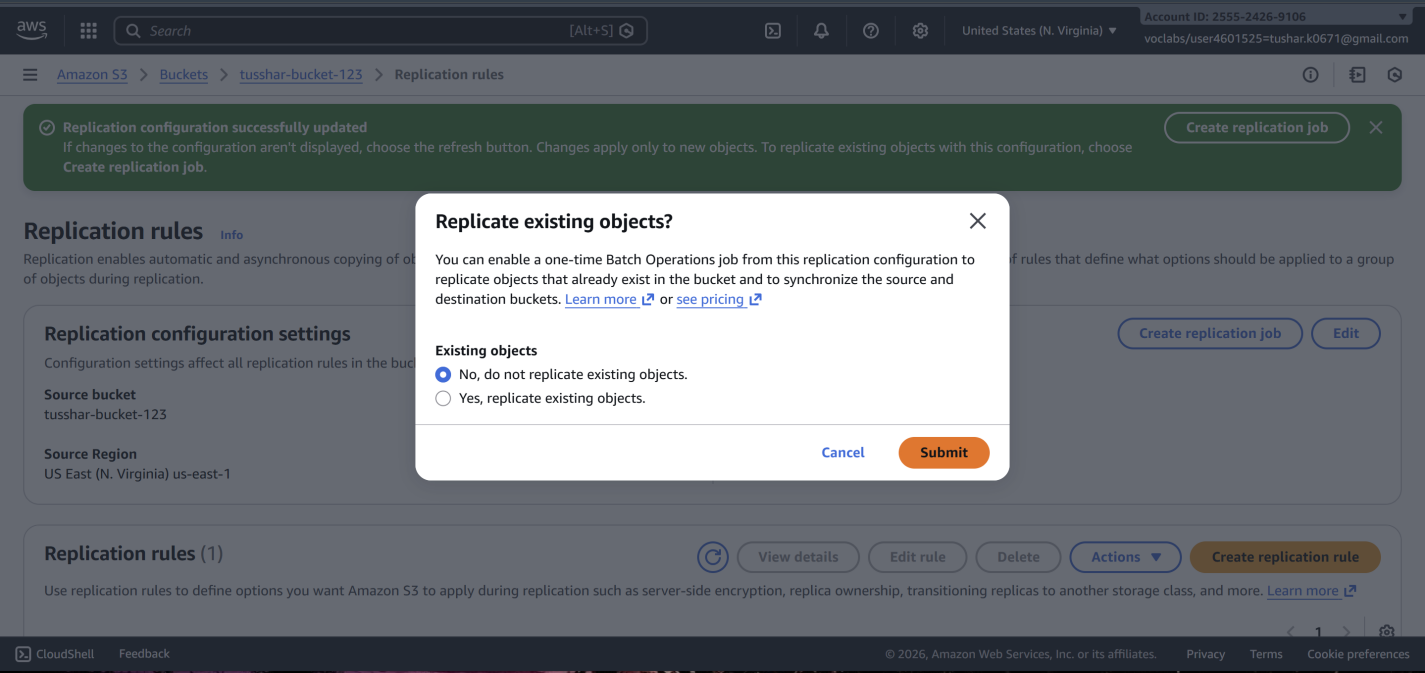 aws
Search
[Alt+S]
United States (N. Virginia)
Account ID: 2555-2426-9106
voclabs/user4601525=tushar.k0671@gmail.com
Amazon S3
Buckets
tusshar-bucket-123
Replication rules
Replication configuration successfully updated
If changes to the configuration aren't displayed, choose the refresh button. Changes apply only to new objects. To replicate existing objects with this configuration, choose
Create replication job.
Create replication job
Replication rules Info
Replication enables automatic and asynchronous copying of
of rules that define what options should be applied to a group
of objects during replication.
Replicate existing objects?
You can enable a one-time Batch Operations job from this replication configuration to
replicate objects that already exist in the bucket and to synchronize the source and
destination buckets. Learn more or see pricing
Existing objects
No, do not replicate existing objects.
Yes, replicate existing objects.
Cancel
Submit
Replication configuration settings
Create replication job
Edit
Configuration settings affect all replication rules in the
Source bucket
tusshar-bucket-123
Source Region
US East (N. Virginia) us-east-1
Replication rules (1)
View details
Edit rule
Delete
Actions
Create replication rule
Use replication rules to define options you want Amazon S3 to apply during replication such as server-side encryption, replica ownership, transitioning replicas to another storage class, and more. Learn more
1
CloudShell
Feedback
© 2026, Amazon Web Services, Inc. or its affiliates.
Privacy
Terms
Cookie preferences